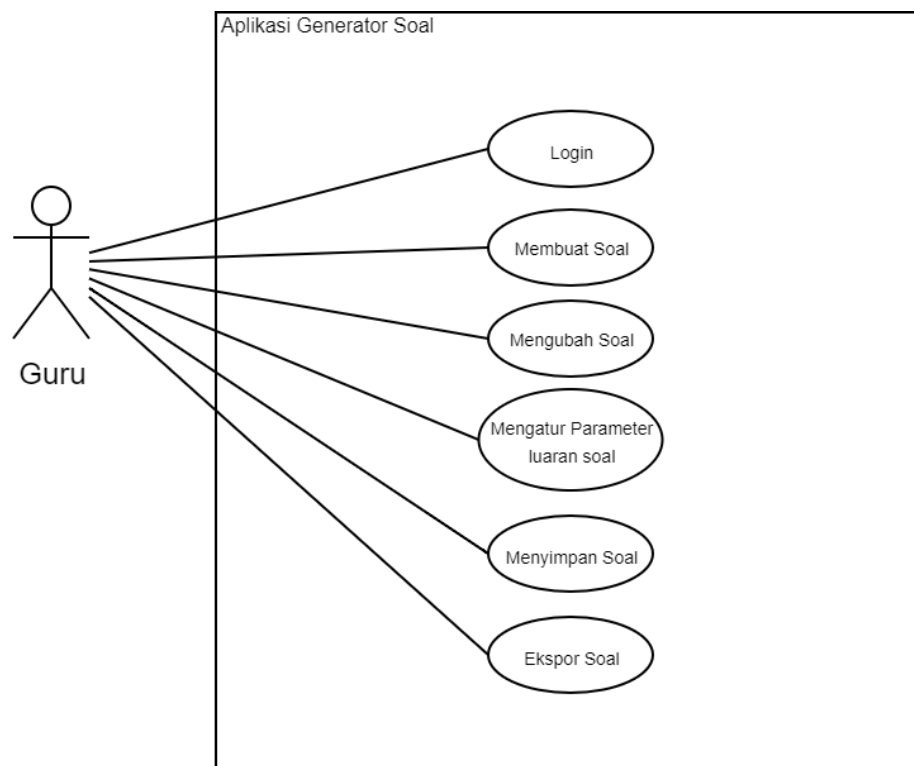 Aplikasi Generator Soal
Login
Membuat Soal
Mengubah Soal
Guru
Mengatur Parameter
luaran soal
Menyimpan Soal
Ekspor Soal